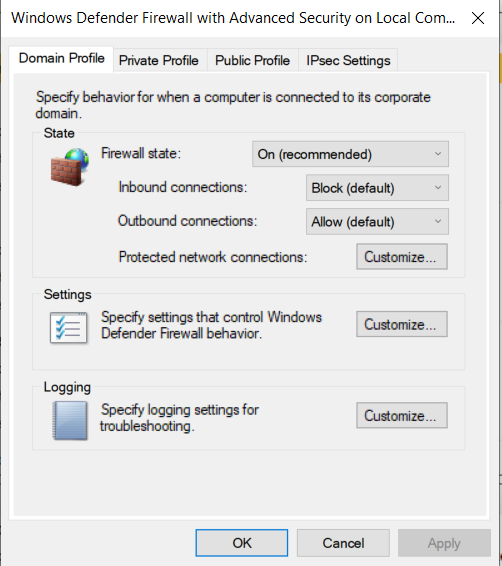 Windows Defender Firewall with Advanced Security on Local Com...
Domain Profile Private Profile Public Profile IPsec Settings
Specify behavior for when a computer is connected to its corporate
domain.
State
Firewall state: On (recommended)
Inbound connections: Block (default)
Outbound connections: Allow (default)
Protected network connections: Customize...
Settings
Specify settings that control Windows
Defender Firewall behavior.
Customize...
Logging
Specify logging settings for
troubleshooting.
Customize...
OK Cancel Apply